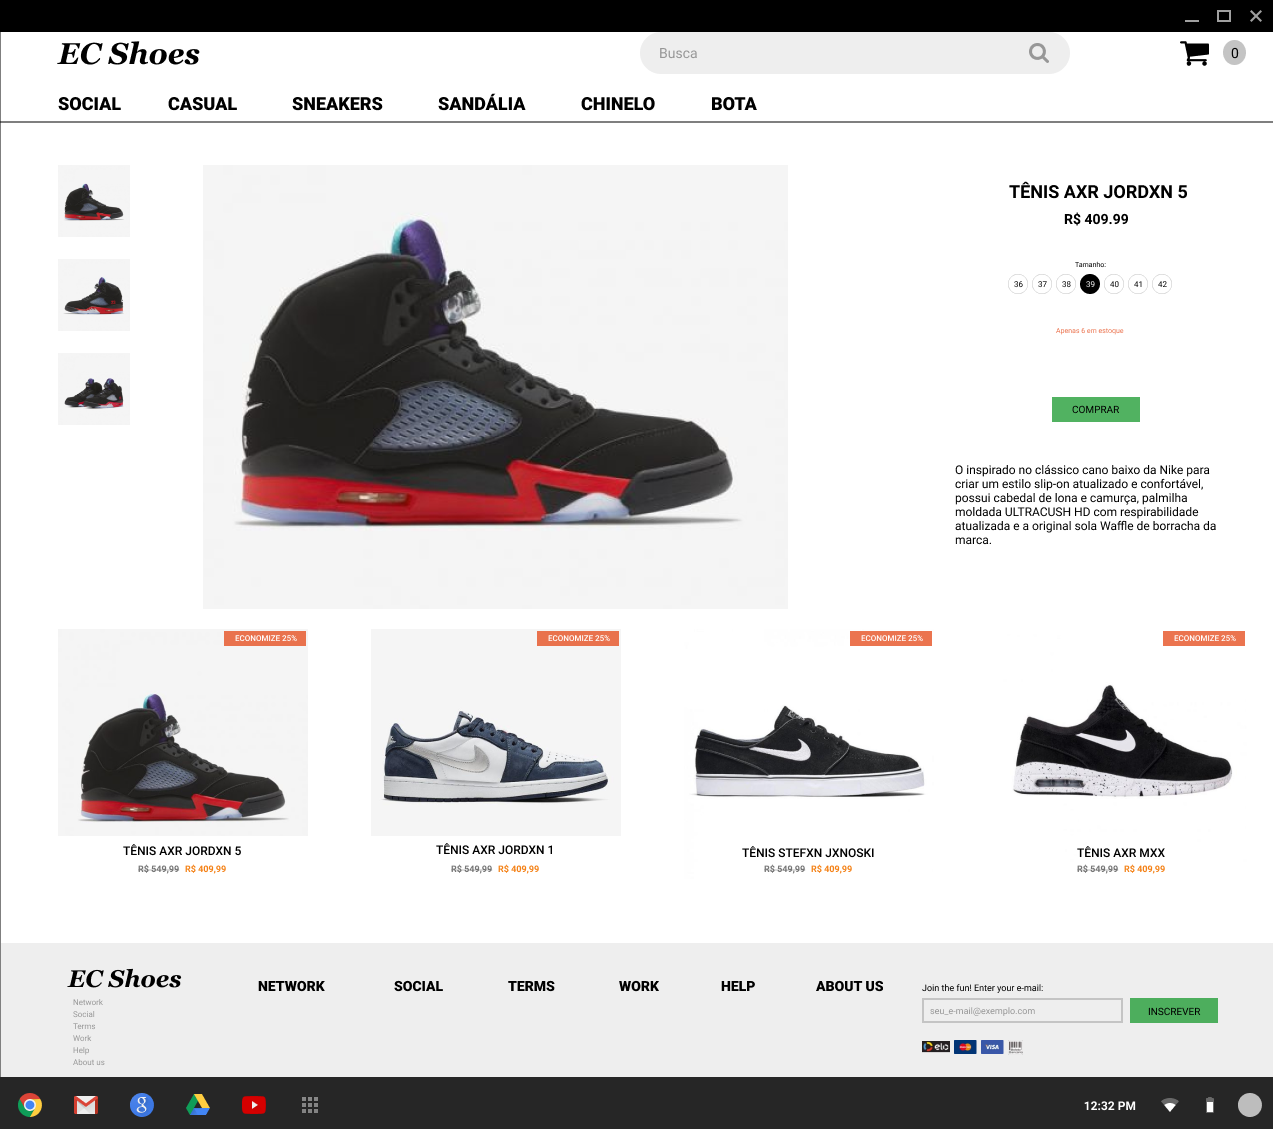 EC Shoes
Busca
0
SOCIAL CASUAL SNEAKERS SANDÁLIA CHINELO BOTA
TÊNIS AXR JORDXN 5
R$ 409.99
Tamanho:
36 37 38 39 40 41 42
Apenas 6 em estoque
COMPRAR
O inspirado no clássico cano baixo da Nike para
criar um estilo slip-on atualizado e confortável,
possui cabedal de lona e camurça, palmilha
moldada ULTRACUSH HD com respirabilidade
atualizada e a original sola Waffle de borracha da
marca.
ECONOMIZE 25% ECONOMIZE 25% ECONOMIZE 25% ECONOMIZE 25%
TÊNIS AXR JORDXN 5 TÊNIS AXR JORDXN 1 TÊNIS STEFXN JXNOSKI TÊNIS AXR MXX
R$ 549,99 R$ 409,99 R$ 549,99 R$ 409,99 R$ 549,99 R$ 409,99 R$ 549,99 R$ 409,99
EC Shoes
Network
Social
Terms
Work
Help
About us
NETWORK SOCIAL TERMS WORK HELP ABOUT US
Join the fun! Enter your e-mail:
seu_e-mail@exemplo.com
INSCREVER
elo VISA
12:32 PM